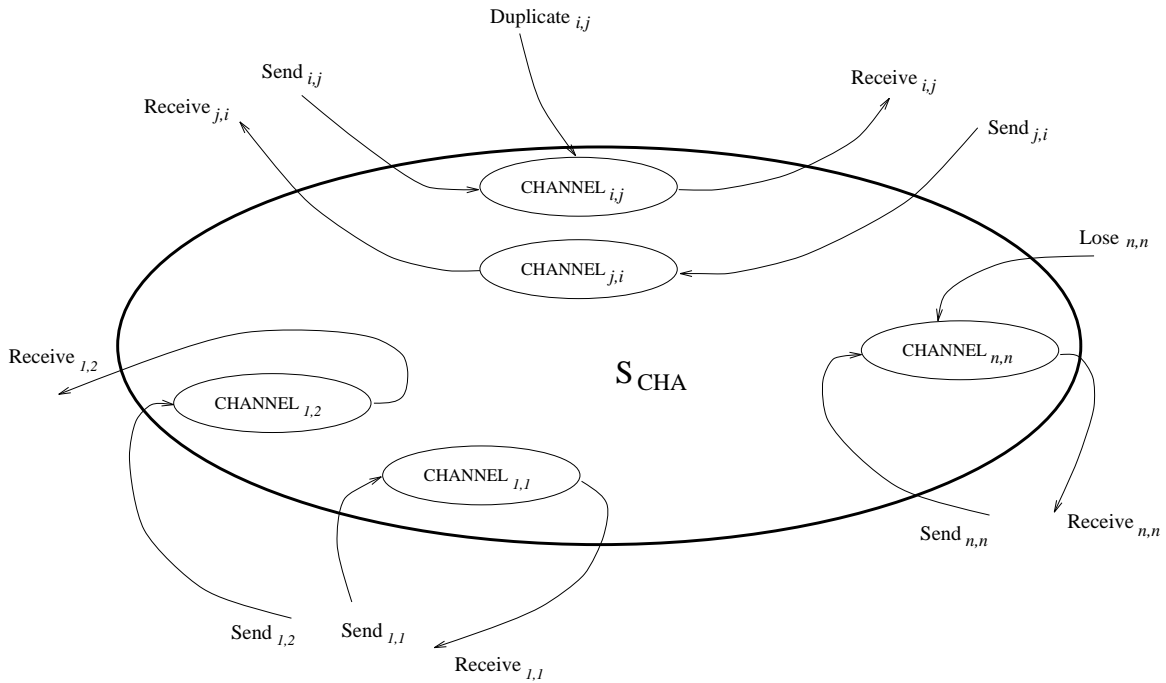 Duplicate i,j
Send i,j
Receive i,j
Receive j,i
Send j,i
CHANNEL i,j
Lose n,n
CHANNEL j,i
CHANNEL n,n
Receive 1,2
S CHA
CHANNEL 1,2
CHANNEL 1,1
Send n,n
Receive n,n
Send 1,2
Send 1,1
Receive 1,1